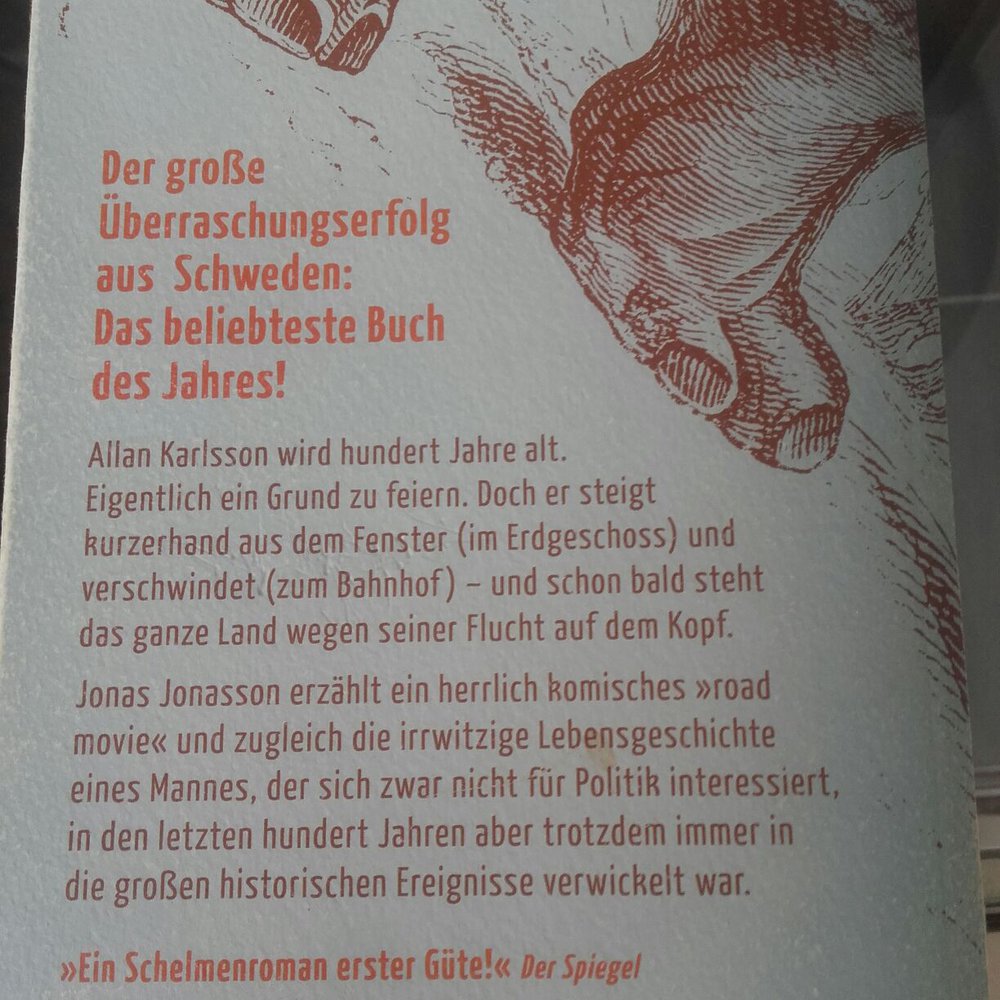 Der große
Überraschungserfolg
aus Schweden:
Das beliebteste Buch
des Jahres!
Allan Karlsson wird hundert Jahre alt.
Eigentlich ein Grund zu feiern. Doch er steigt
kurzerhand aus dem Fenster (im Erdgeschoss) und
verschwindet (zum Bahnhof) – und schon bald steht
das ganze Land wegen seiner Flucht auf dem Kopf.
Jonas Jonasson erzählt ein herrlich komisches »road
movie« und zugleich die irrwitzige Lebensgeschichte
eines Mannes, der sich zwar nicht für Politik interessiert,
in den letzten hundert Jahren aber trotzdem immer in
die großen historischen Ereignisse verwickelt war.
»Ein Schelmenroman erster Güte!« Der Spiegel